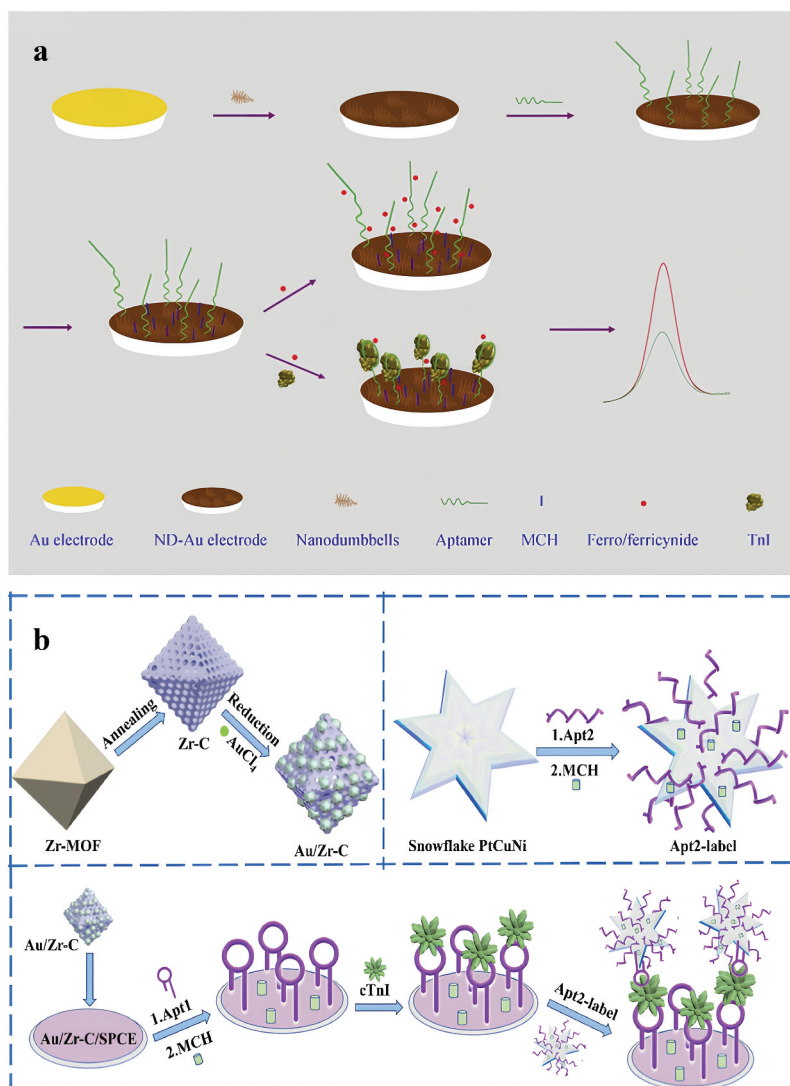 a
Au electrode
ND-Au electrode
Nanodumbbells
Aptamer
MCH
Ferro/ferricynide
TnI
b
Annealing
Reduction
AuCl4
Zr-C
Zr-MOF
Au/Zr-C
1.Apt2
2.MCH
Snowflake PtCuNi
Apt2-label
Au/Zr-C
Au/Zr-C/SPCE
1.Apt1
2.MCH
cTnI
Apt2-label